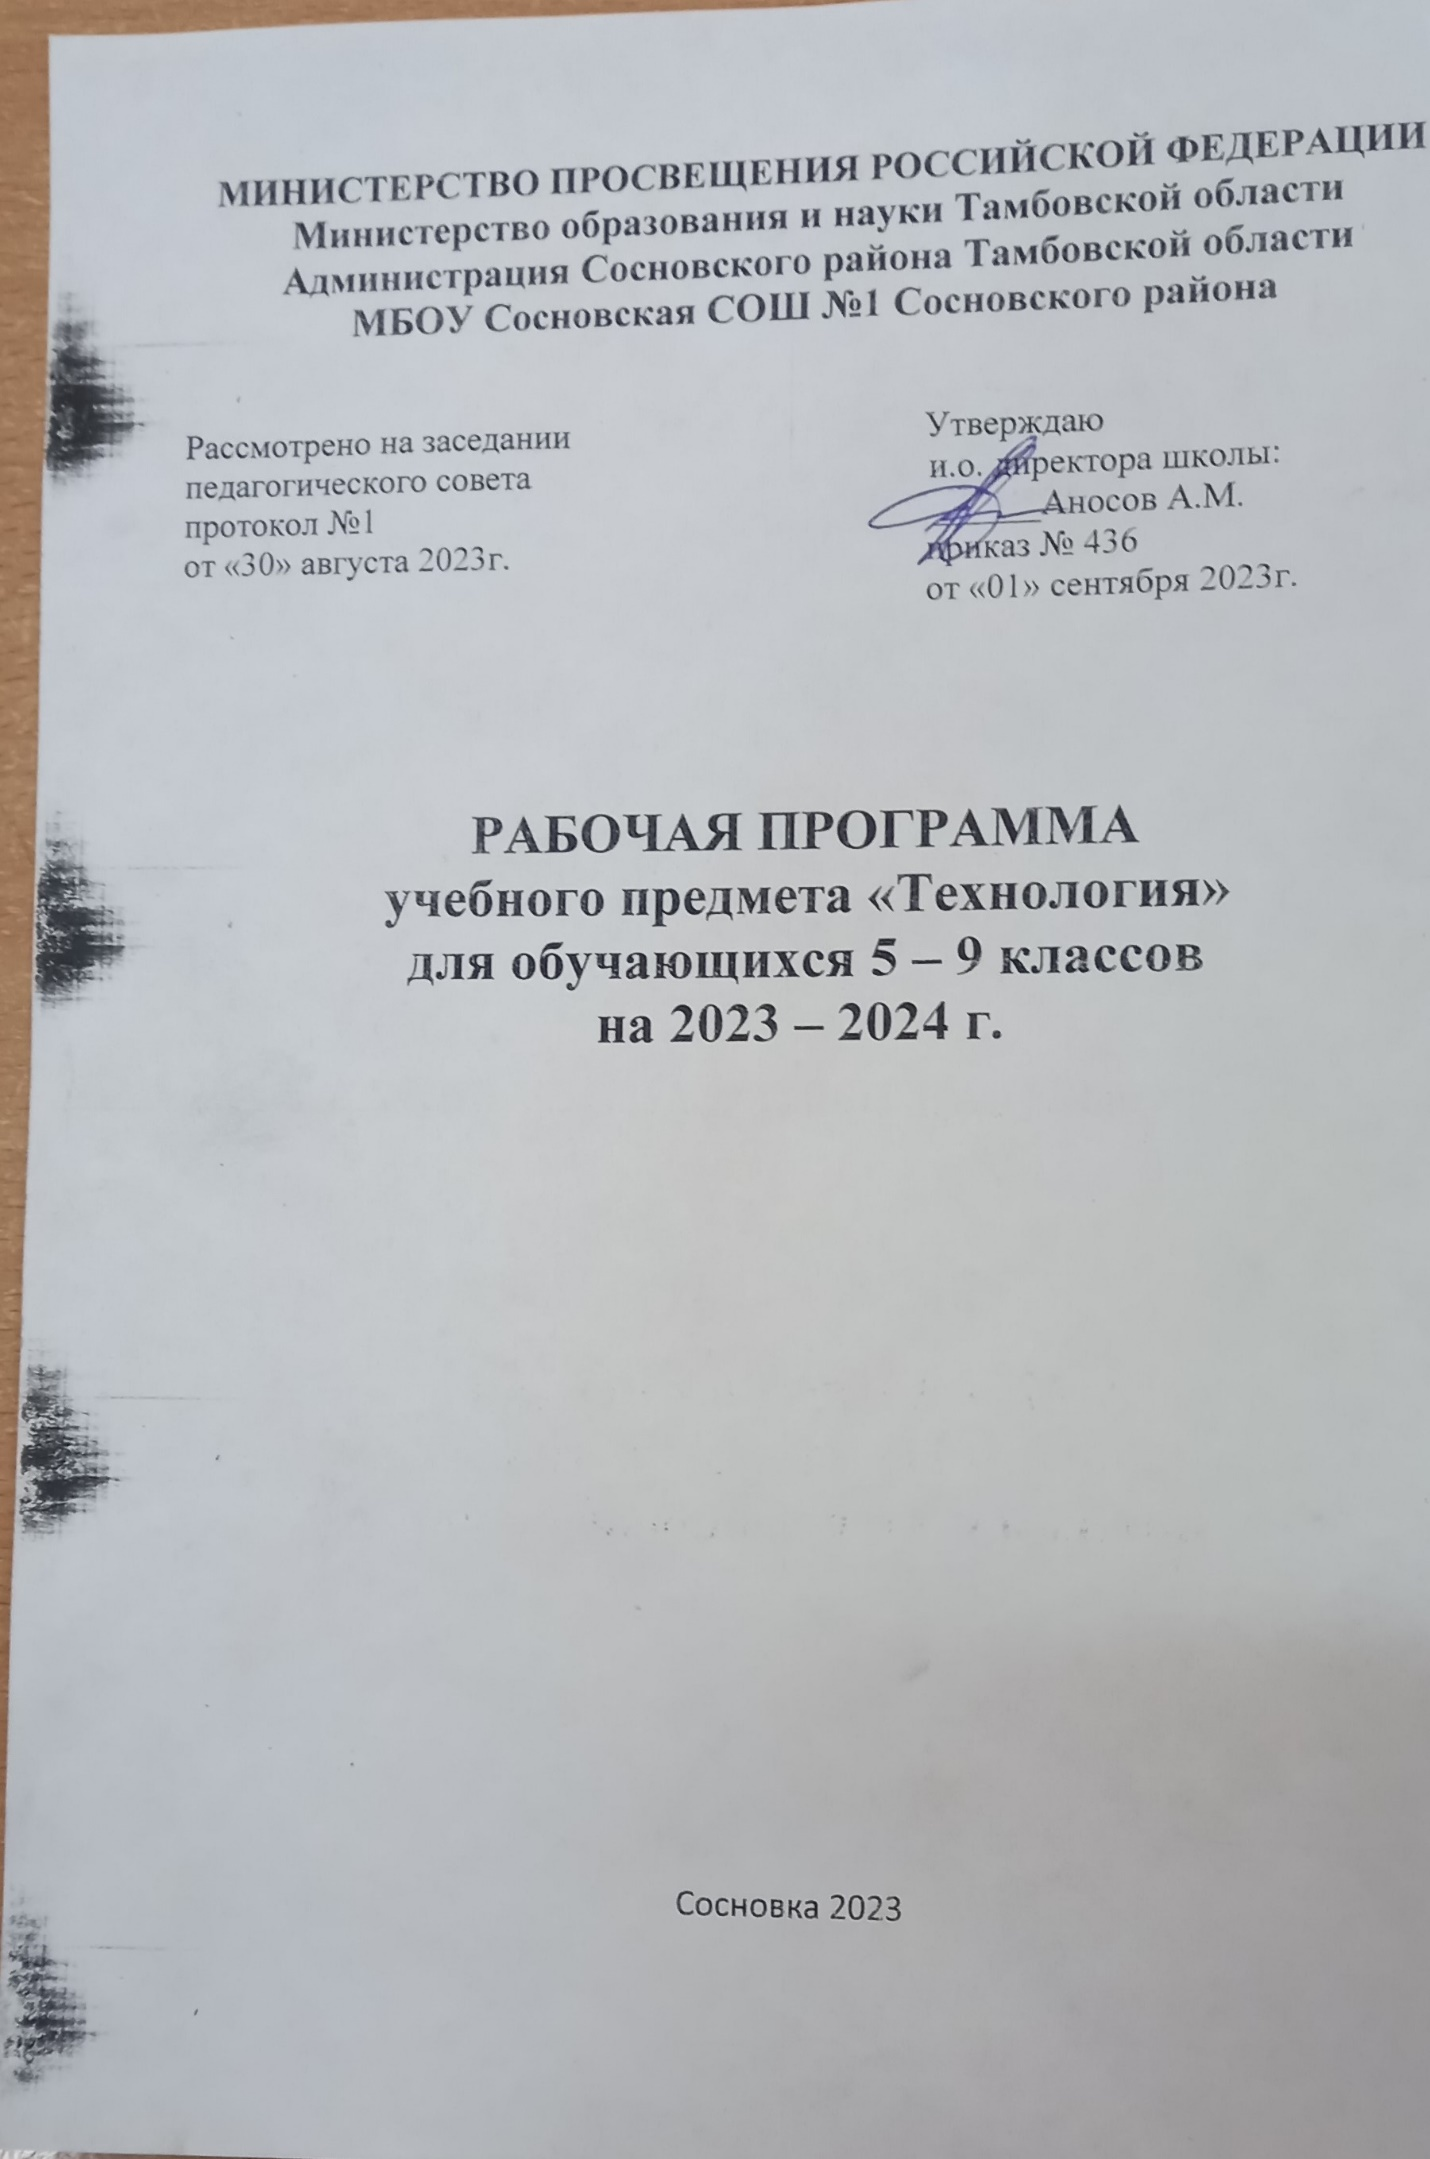 МИНИСТЕРСТВО ПРОСВЕЩЕНИЯ РОССИЙСКОЙ ФЕДЕРАЦИИ
Министерство образования и науки Тамбовской области
Администрация Сосновского района Тамбовской области
МБОУ Сосновская СОШ №1 Сосновского района
Рассмотрено на заседании
педагогического совета
протокол №1
от «30» августа 2023г.
Утверждаю
и.о. директора школы:
Аносов А.М.
приказ № 436
от «01» сентября 2023г.
РАБОЧАЯ ПРОГРАММА
учебного предмета «Технология»
для обучающихся 5 – 9 классов
на 2023 – 2024 г.
Сосновка 2023